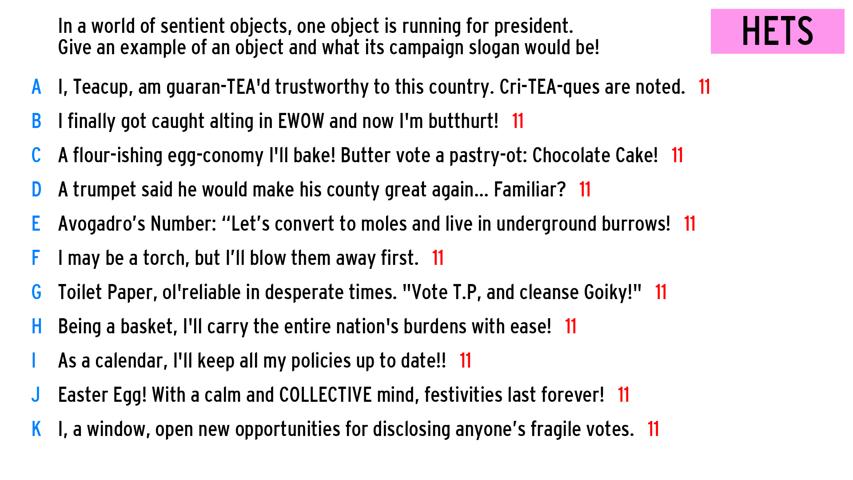 In a world of sentient objects, one object is running for president.
Give an example of an object and what its campaign slogan would be!
HETS
A I, Teacup, am guaran-TEA'd trustworthy to this country. Cri-TEA-ques are noted. 11
B I finally got caught alting in EWOW and now I'm butthurt! 11
C A flour-ishing egg-conomy I'll bake! Butter vote a pastry-ot: Chocolate Cake! 11
D A trumpet said he would make his county great again... Familiar? 11
E Avogadro’s Number: “Let’s convert to moles and live in underground burrows! 11
F I may be a torch, but I’ll blow them away first. 11
G Toilet Paper, ol'reliable in desperate times. "Vote T.P, and cleanse Goiky!" 11
H Being a basket, I'll carry the entire nation's burdens with ease! 11
I As a calendar, I'll keep all my policies up to date!! 11
J Easter Egg! With a calm and COLLECTIVE mind, festivities last forever! 11
K I, a window, open new opportunities for disclosing anyone’s fragile votes. 11